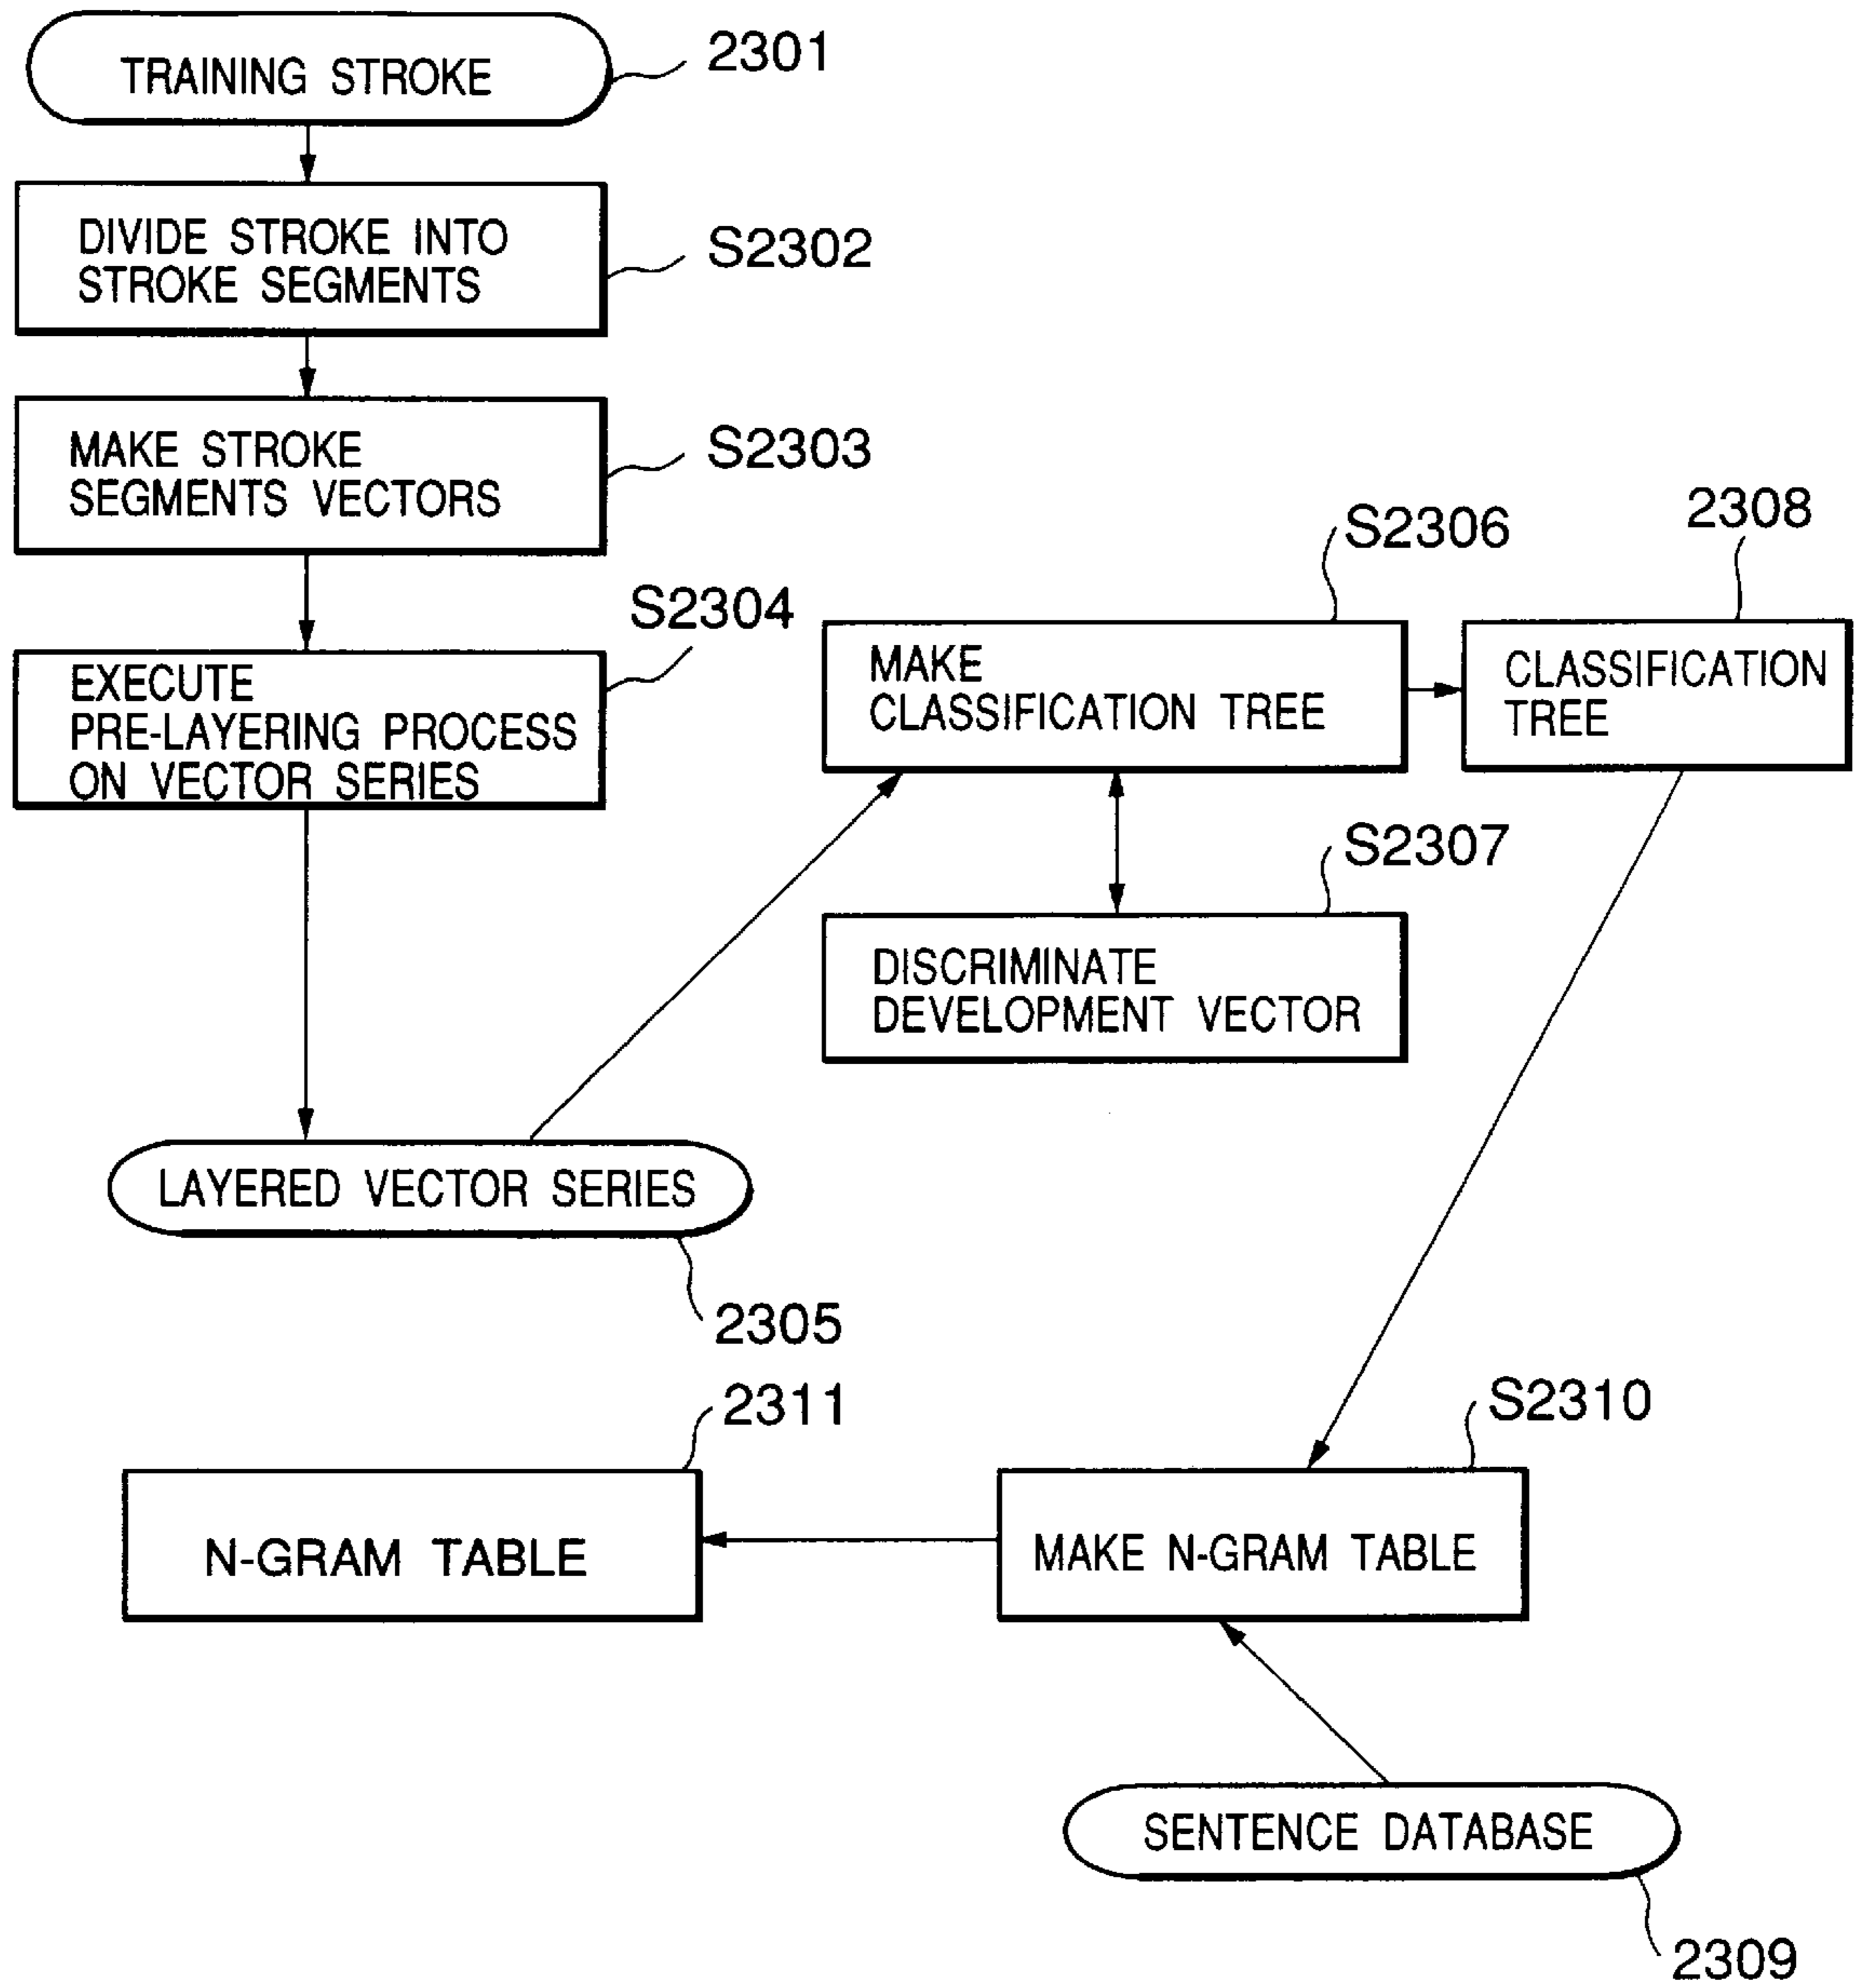 TRAINING STROKE
2301
DIVIDE STROKE INTO
STROKE SEGMENTS
S2302
MAKE STROKE
SEGMENTS VECTORS
S2303
EXECUTE
PRE-LAYERING PROCESS
ON VECTOR SERIES
S2304
MAKE
CLASSIFICATION TREE
S2306
CLASSIFICATION
TREE
2308
DISCRIMINATE
DEVELOPMENT VECTOR
S2307
LAYERED VECTOR SERIES
2305
N-GRAM TABLE
2311
MAKE N-GRAM TABLE
S2310
SENTENCE DATABASE
2309